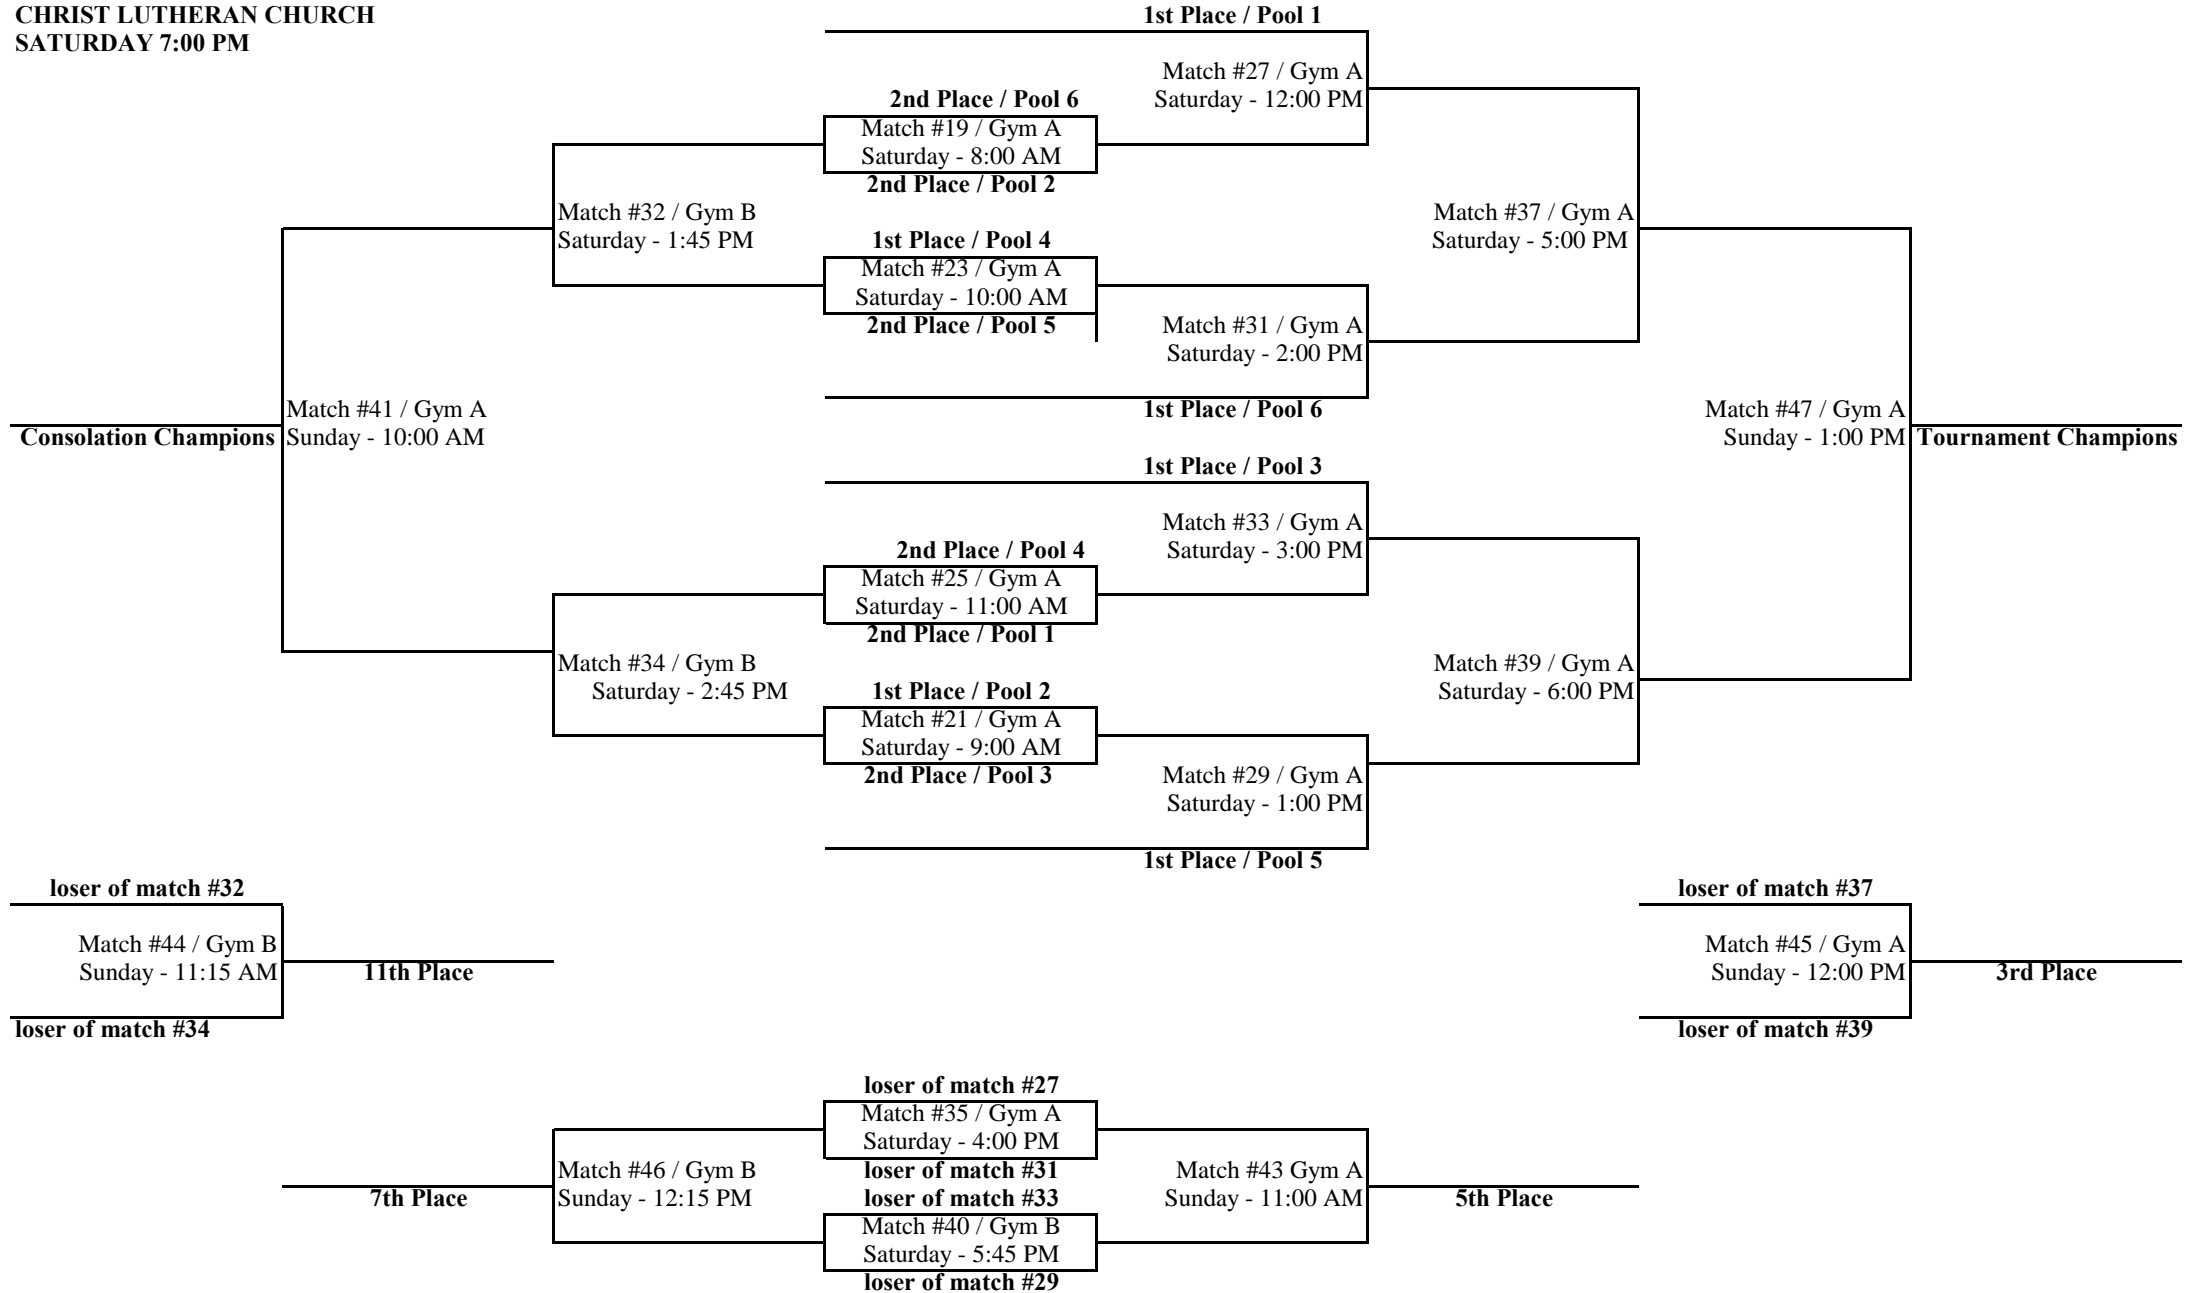 CHRIST LUTHERAN CHURCH
SATURDAY 7:00 PM
1st Place / Pool 1
Match #27 / Gym A
Saturday - 12:00 PM
2nd Place / Pool 6
Match #19 / Gym A
Saturday - 8:00 AM
2nd Place / Pool 2
Match #32 / Gym B
Saturday - 1:45 PM
Match #37 / Gym A
Saturday - 5:00 PM
1st Place / Pool 4
Match #23 / Gym A
Saturday - 10:00 AM
2nd Place / Pool 5
Match #31 / Gym A
Saturday - 2:00 PM
1st Place / Pool 6
Match #41 / Gym A
Sunday - 10:00 AM
Consolation Champions
Match #47 / Gym A
Sunday - 1:00 PM
Tournament Champions
1st Place / Pool 3
Match #33 / Gym A
Saturday - 3:00 PM
2nd Place / Pool 4
Match #25 / Gym A
Saturday - 11:00 AM
2nd Place / Pool 1
Match #34 / Gym B
Saturday - 2:45 PM
Match #39 / Gym A
Saturday - 6:00 PM
1st Place / Pool 2
Match #21 / Gym A
Saturday - 9:00 AM
2nd Place / Pool 3
Match #29 / Gym A
Saturday - 1:00 PM
1st Place / Pool 5
loser of match #32
Match #44 / Gym B
Sunday - 11:15 AM
11th Place
loser of match #34
loser of match #37
Match #45 / Gym A
Sunday - 12:00 PM
3rd Place
loser of match #39
loser of match #27
Match #35 / Gym A
Saturday - 4:00 PM
loser of match #31
Match #46 / Gym B
Sunday - 12:15 PM
7th Place
Match #43 Gym A
Sunday - 11:00 AM
5th Place
loser of match #33
Match #40 / Gym B
Saturday - 5:45 PM
loser of match #29